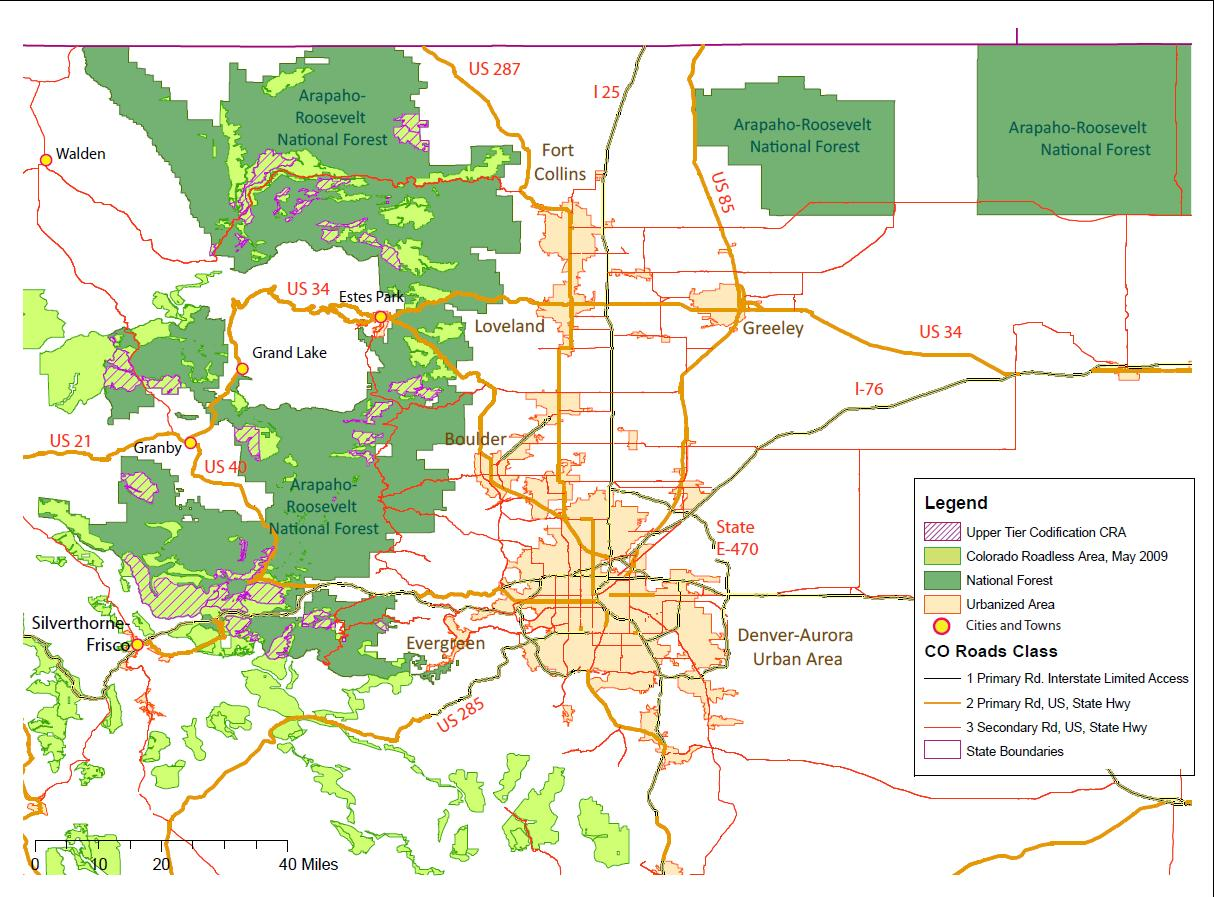 US 287
I 25
Arapaho-
Roosevelt
National Forest
Arapaho-Roosevelt
National Forest
Arapaho-Roosevelt
National Forest
Walden
Fort
Collins
US 85
US 34
Estes Park
Loveland
Greeley
US 34
Grand Lake
I-76
US 21
Granby
Boulder
US 40
Arapaho-
Roosevelt
National Forest
State
E-470
Silverthorne-
Frisco
Evergreen
Denver-Aurora
Urban Area
US 285
Legend
Upper Tier Codification CRA
Colorado Roadless Area, May 2009
National Forest
Urbanized Area
Cities and Towns
CO Roads Class
1 Primary Rd. Interstate Limited Access
2 Primary Rd, US, State Hwy
3 Secondary Rd, US, State Hwy
State Boundaries
0 10 20 40 Miles